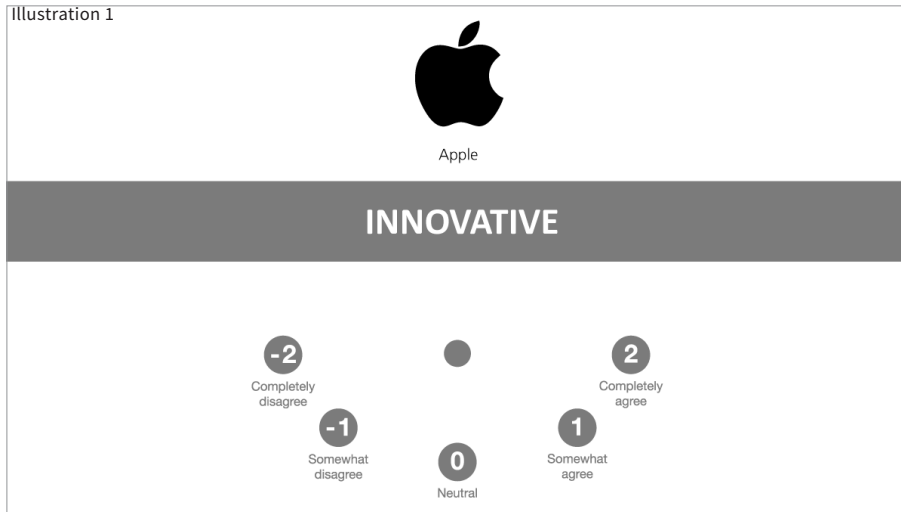 Illustration 1
Apple
INNOVATIVE
-2
Completely
disagree
-1
Somewhat
disagree
0
Neutral
1
Somewhat
agree
2
Completely
agree